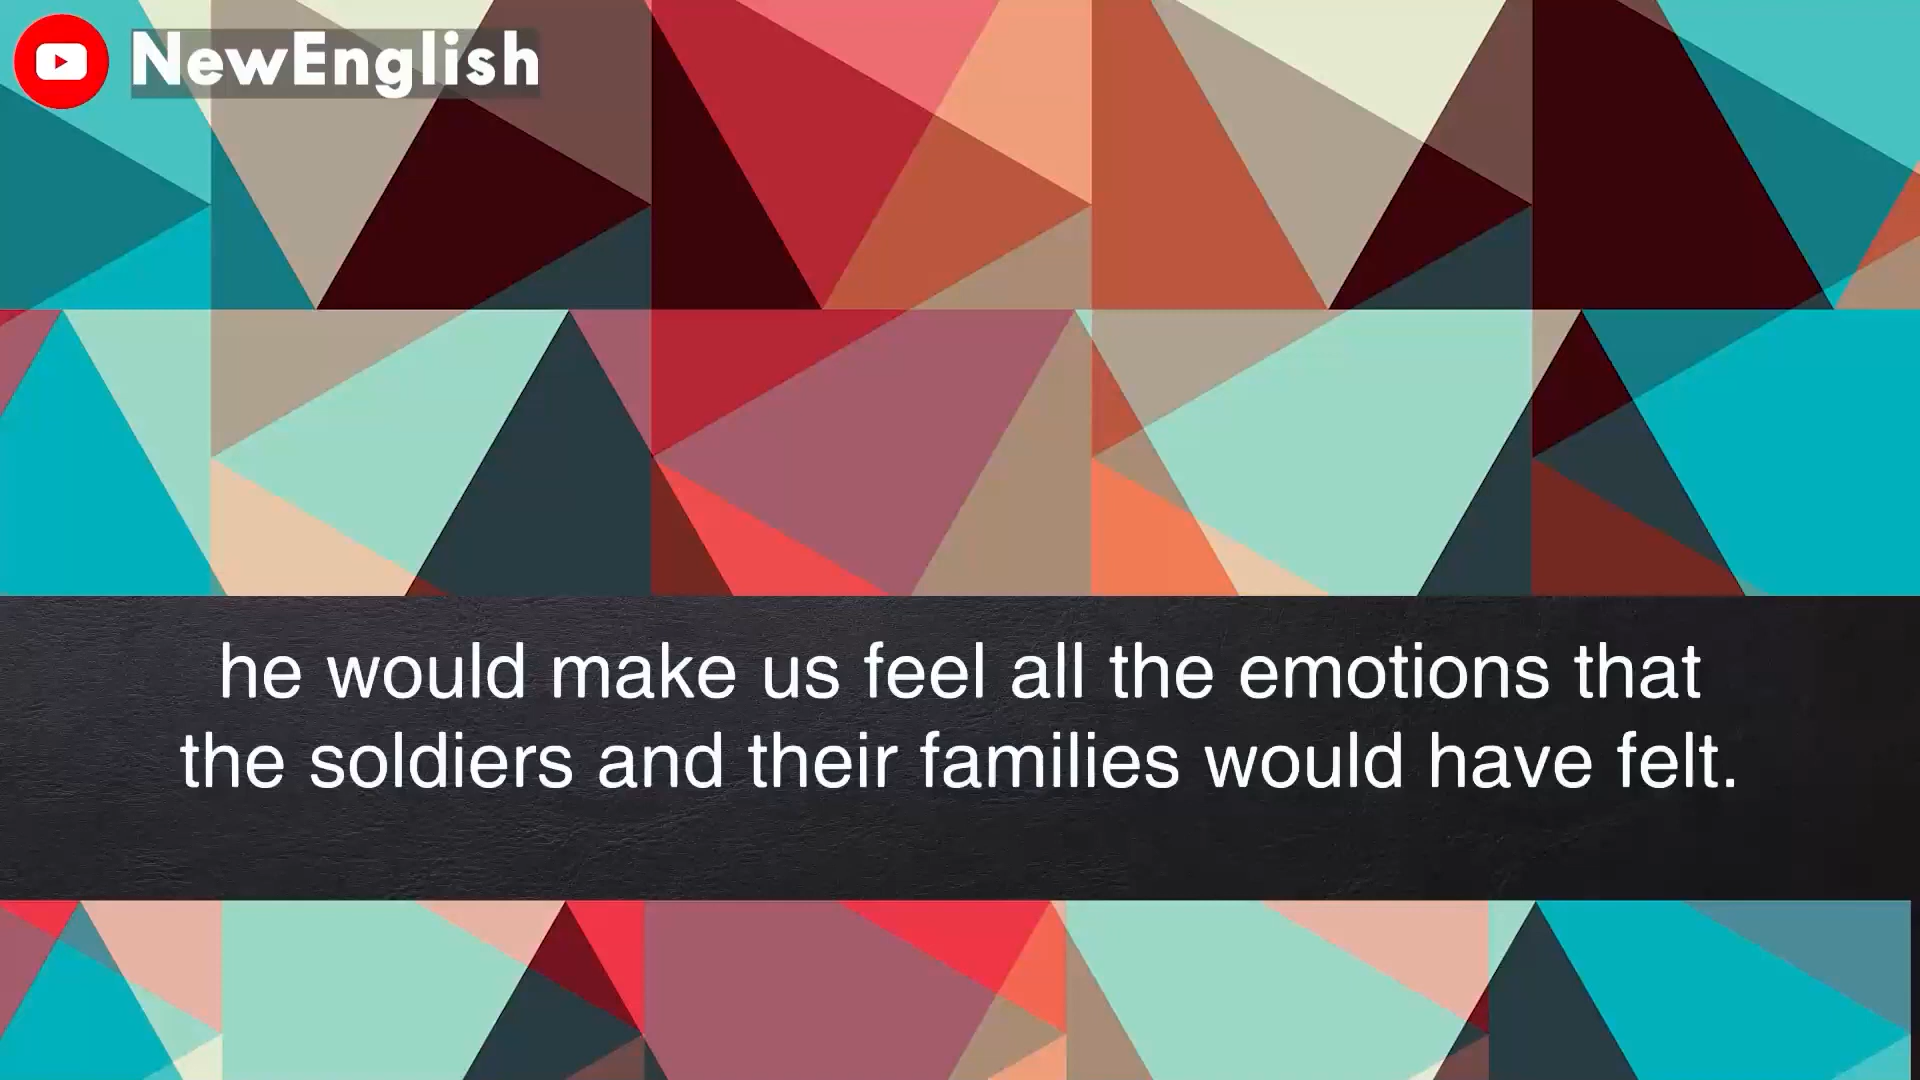 NewEnglish
he would make us feel all the emotions that
the soldiers and their families would have felt.